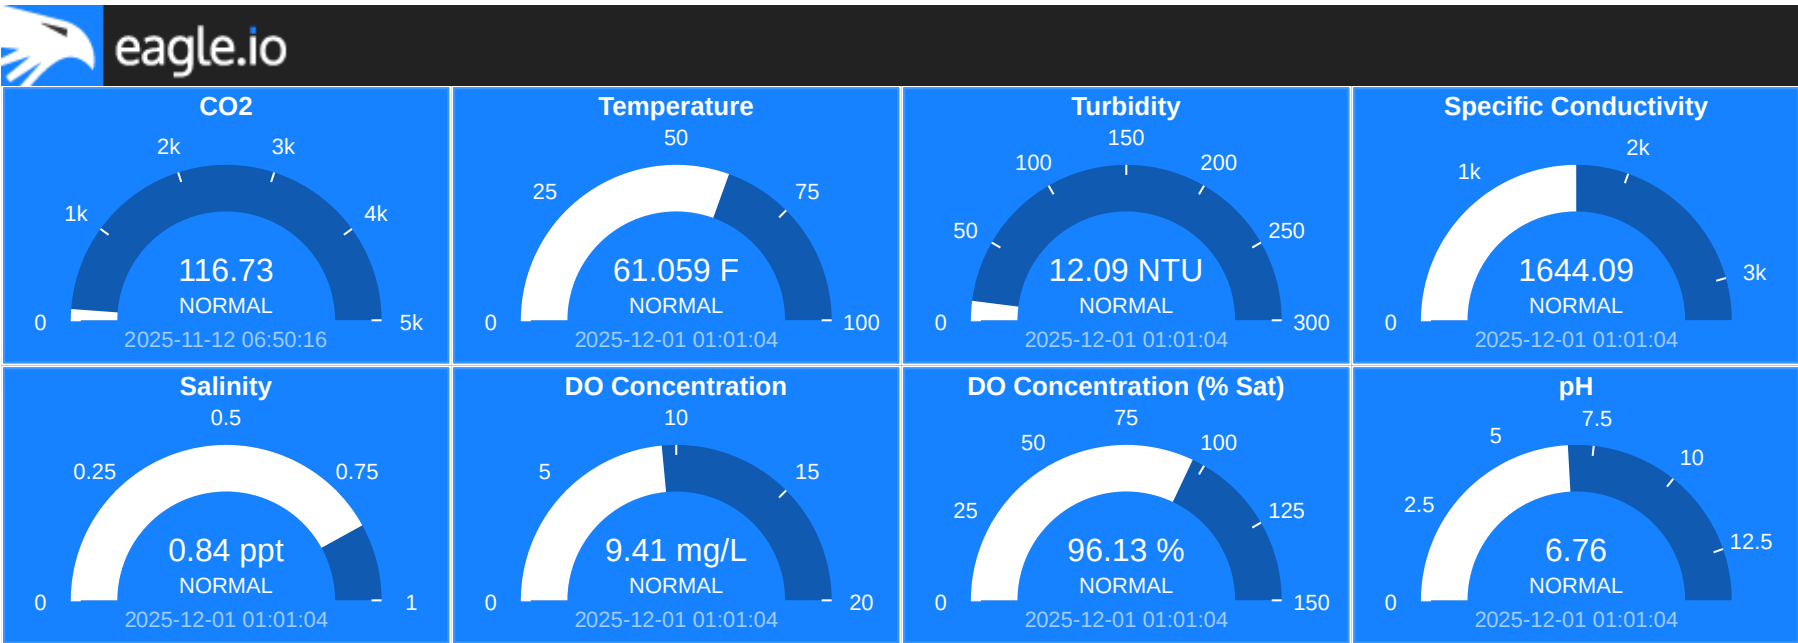 eagle.io
CO2
2k 3k
1k 4k
116.73
NORMAL
0 5k
2025-11-12 06:50:16
Temperature
50
25 75
61.059 F
NORMAL
0 100
2025-12-01 01:01:04
Turbidity
150
100 200
50 250
12.09 NTU
NORMAL
0 300
2025-12-01 01:01:04
Specific Conductivity
2k
1k
3k
1644.09
NORMAL
0
2025-12-01 01:01:04
Salinity
0.5
0.25 0.75
0.84 ppt
NORMAL
0 1
2025-12-01 01:01:04
DO Concentration
10
5 15
9.41 mg/L
NORMAL
0 20
2025-12-01 01:01:04
DO Concentration (% Sat)
75
50 100
25 125
96.13 %
NORMAL
0 150
2025-12-01 01:01:04
pH
7.5
5 10
2.5 12.5
6.76
NORMAL
0
2025-12-01 01:01:04